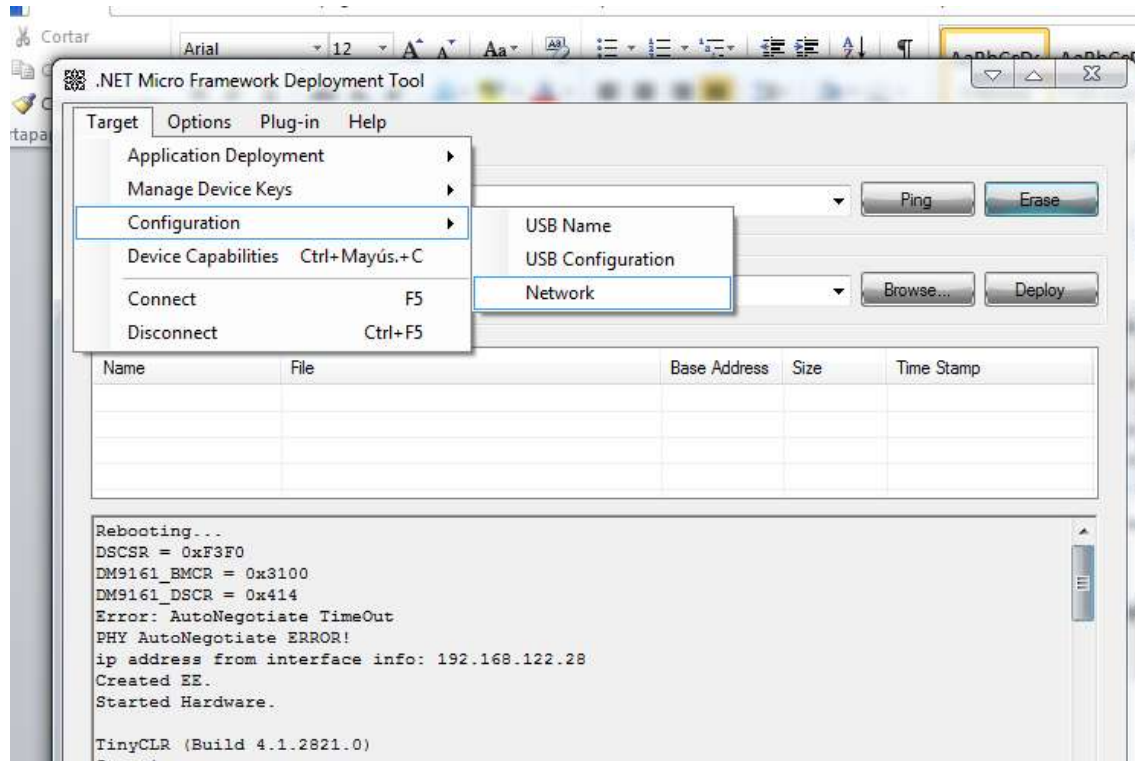 Cortar
Arial 12 A A Aa
.NET Micro Framework Deployment Tool
Target Options Plug-in Help
Application Deployment
Manage Device Keys
Configuration
Device Capabilities Ctrl+Mayús.+C
Connect F5
Disconnect Ctrl+F5
USB Name
USB Configuration
Network
Ping Erase
Browse... Deploy
Name File Base Address Size Time Stamp
Rebooting...
DSCSR = 0xF3F0
DM9161_BMCR = 0x3100
DM9161_DSCR = 0x414
Error: AutoNegotiate TimeOut
PHY AutoNegotiate ERROR!
ip address from interface info: 192.168.122.28
Created EE.
Started Hardware.
TinyCLR (Build 4.1.2821.0)